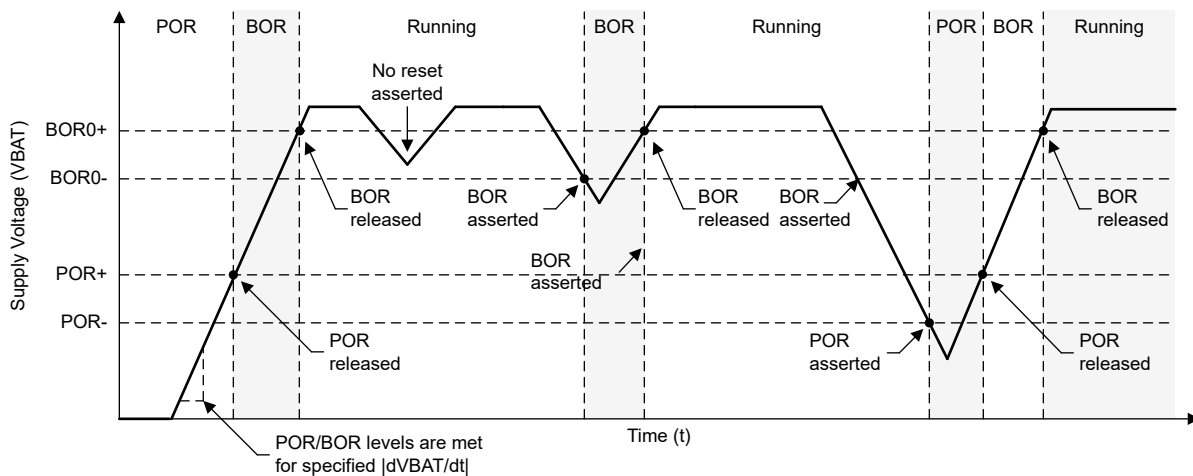 POR
BOR
Running
BOR
Running
POR
BOR
Running
No reset
asserted
Supply Voltage (VBAT)
BOR0+
BOR0-
POR+
POR-
BOR
released
BOR
asserted
BOR
released
BOR
asserted
BOR
released
BOR
asserted
POR
released
POR
asserted
POR
released
Time (t)
POR/BOR levels are met
for specified |dVBAT/dt|